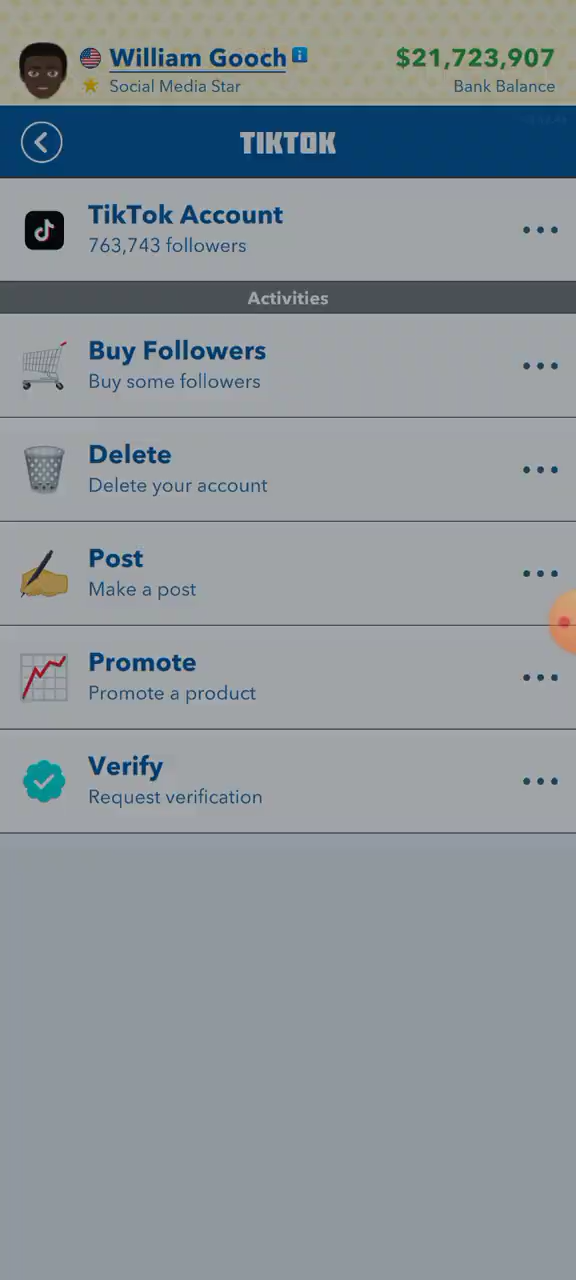 William Gooch
$21,723,907
Social Media Star
Bank Balance
TIKTOK
TikTok Account
763,743 followers
Activities
Buy Followers
Buy some followers
Delete
Delete your account
Post
Make a post
Promote
Promote a product
Verify
Request verification